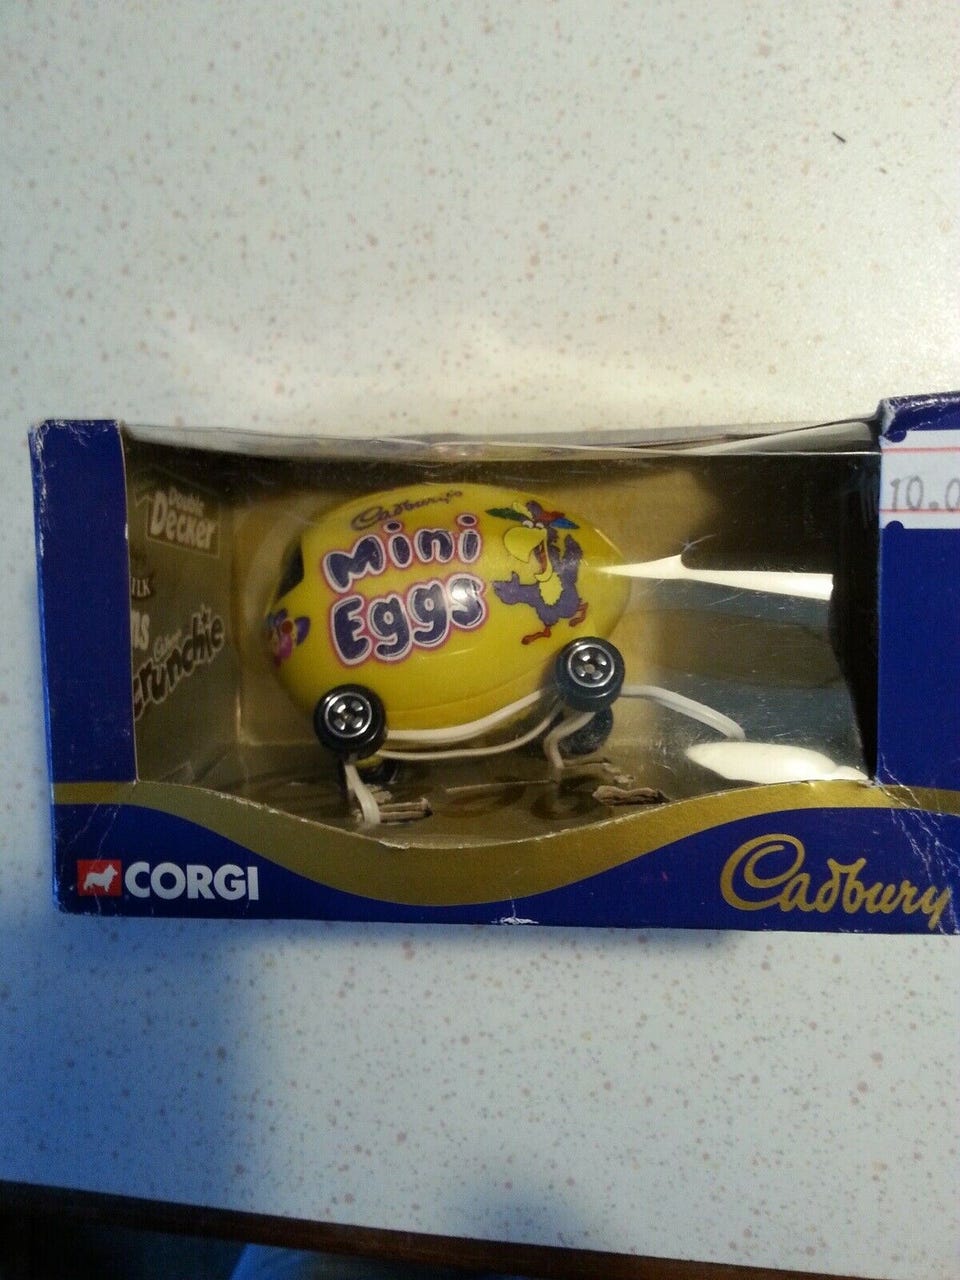 Double
Decker
Crunchie
Cadbury's
Mini
Eggs
10.0
CORGI
Cadbury